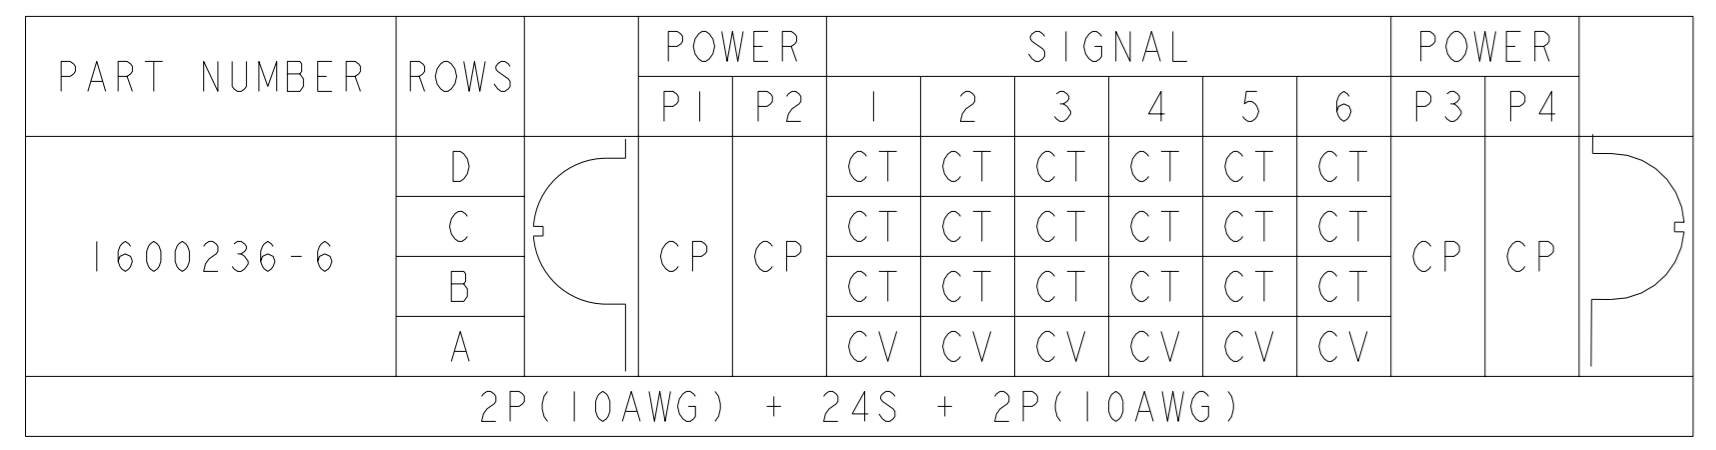 PART NUMBER ROWS POWER SIGNAL POWER
P1 P2 1 2 3 4 5 6 P3 P4
D CT CT CT CT CT CT
C CT CT CT CT CT CT
1600236-6 CP CP CP CP
B CT CT CT CT CT CT
A CV CV CV CV CV CV
2P(10AWG) + 24S + 2P(10AWG)